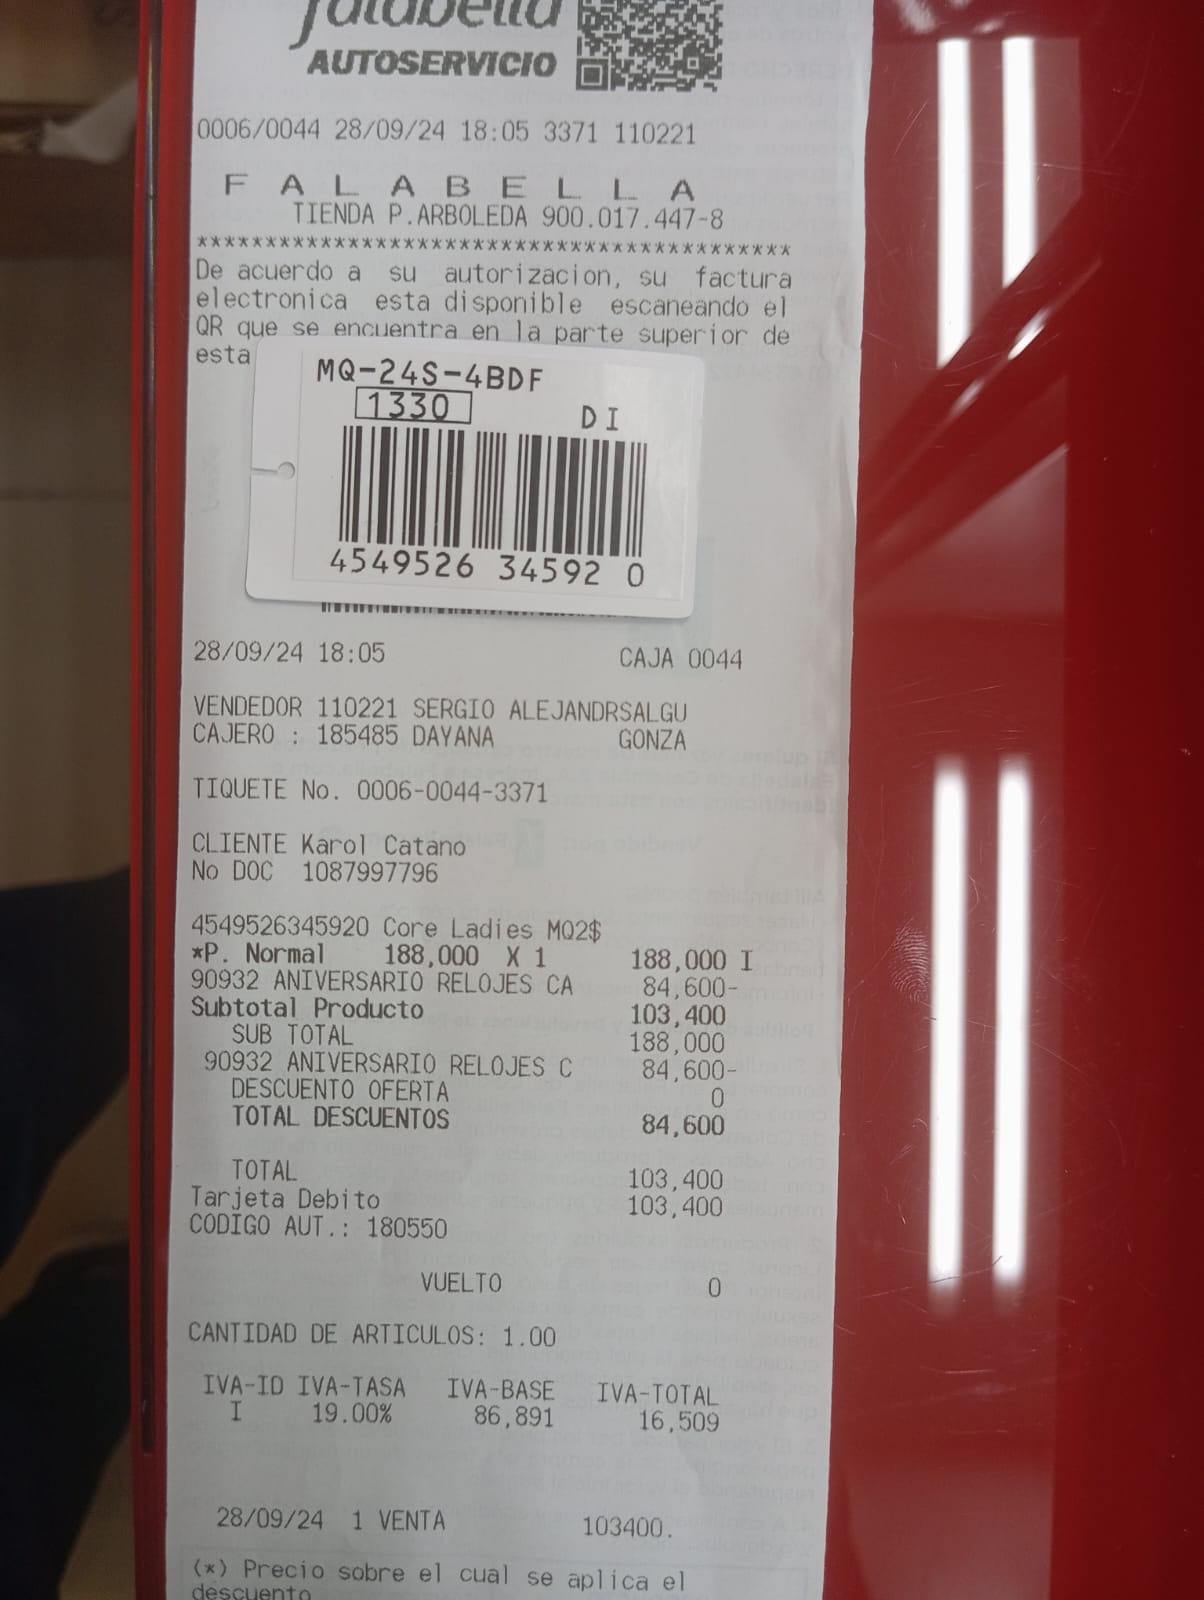 falabella
AUTOSERVICIO
0006/0044 28/09/24 18:05 3371 110221
F A L A B E L L A
TIENDA P.ARBOLEDA 900.017.447-8
*******************************************
De acuerdo a su autorizacion, su factura
electronica esta disponible escaneando el
QR que se encuentra en la parte superior de
esta
MQ-24S-4BDF
1330
DI
4549526 34592 0
28/09/24 18:05 CAJA 0044
VENDEDOR 110221 SERGIO ALEJANDRSALGU
CAJERO : 185485 DAYANA GONZA
TIQUETE No. 0006-0044-3371
CLIENTE Karol Catano
No DOC 1087997796
4549526345920 Core Ladies MQ2$
*P. Normal 188,000 X 1 188,000 I
90932 ANIVERSARIO RELOJES CA 84,600-
Subtotal Producto 103,400
SUB TOTAL 188,000
90932 ANIVERSARIO RELOJES C 84,600-
DESCUENTO OFERTA 0
TOTAL DESCUENTOS 84,600
TOTAL 103,400
Tarjeta Debito 103,400
CODIGO AUT.: 180550
VUELTO 0
CANTIDAD DE ARTICULOS: 1.00
IVA-ID IVA-TASA IVA-BASE IVA-TOTAL
I 19.00% 86,891 16,509
28/09/24 1 VENTA 103400.
(*) Precio sobre el cual se aplica el
descuento